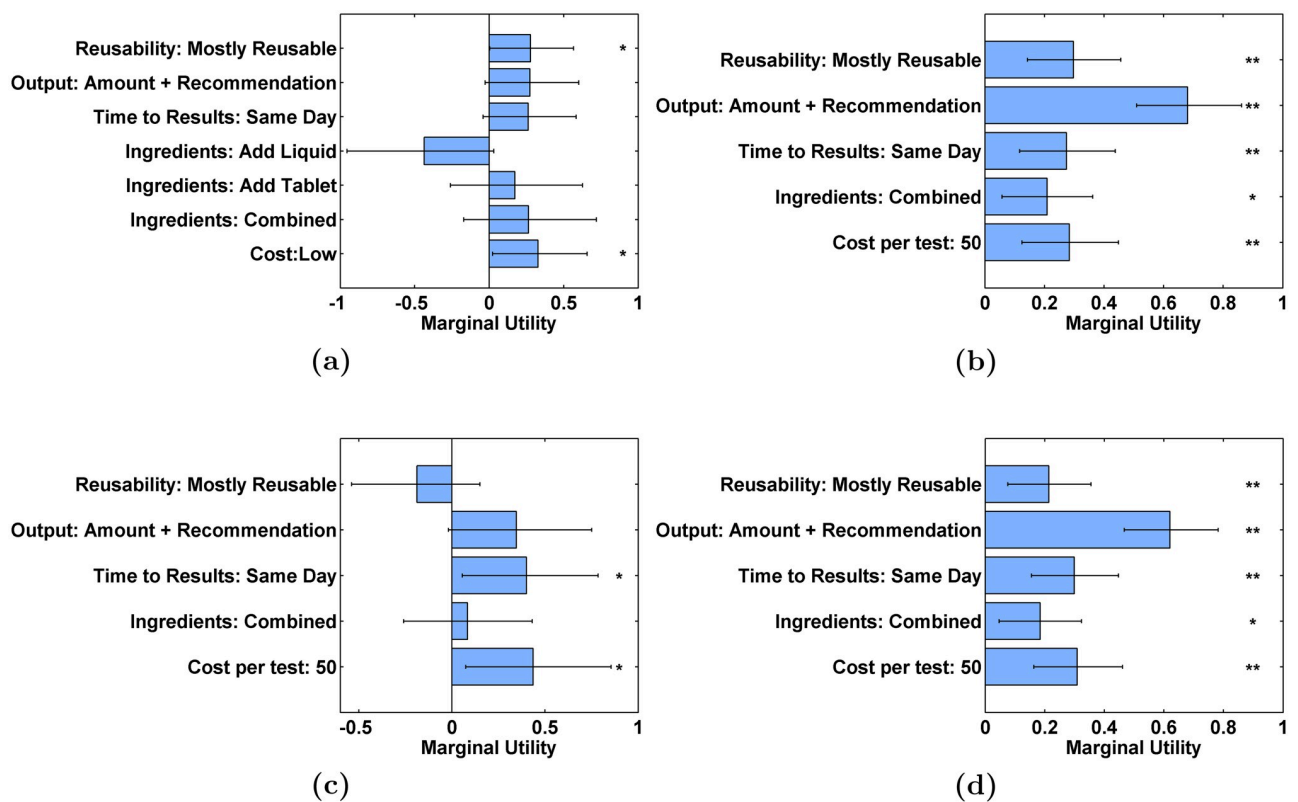 Reusability: Mostly Reusable *
Output: Amount + Recommendation
Time to Results: Same Day
Ingredients: Add Liquid
Ingredients: Add Tablet
Ingredients: Combined
Cost:Low *
-1 -0.5 0 0.5 1
Marginal Utility
(a)
Reusability: Mostly Reusable **
Output: Amount + Recommendation **
Time to Results: Same Day **
Ingredients: Combined *
Cost per test: 50 **
0 0.2 0.4 0.6 0.8 1
Marginal Utility
(b)
Reusability: Mostly Reusable
Output: Amount + Recommendation
Time to Results: Same Day *
Ingredients: Combined
Cost per test: 50 *
-0.5 0 0.5 1
Marginal Utility
(c)
Reusability: Mostly Reusable **
Output: Amount + Recommendation **
Time to Results: Same Day **
Ingredients: Combined *
Cost per test: 50 **
0 0.2 0.4 0.6 0.8 1
Marginal Utility
(d)